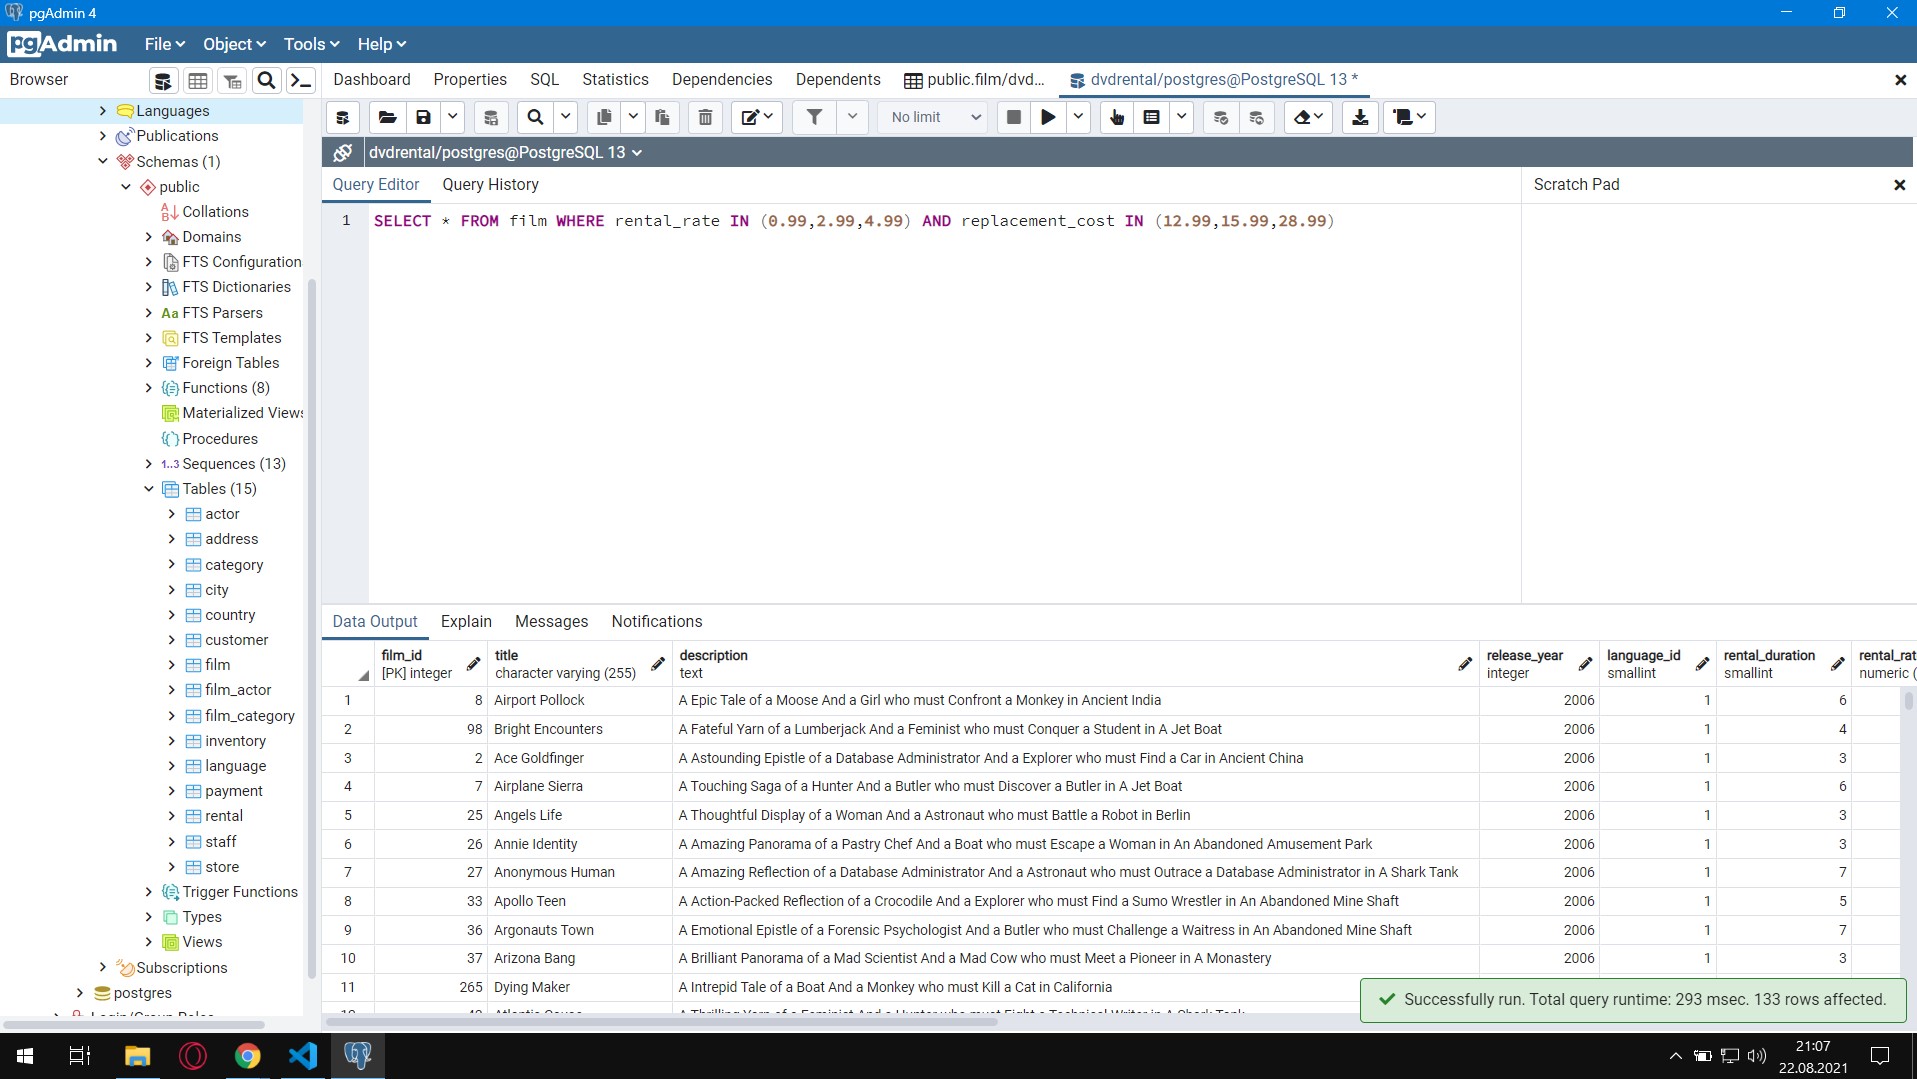 pgAdmin 4
pgAdmin File Object Tools Help
Browser
Dashboard Properties SQL Statistics Dependencies Dependents public.film/dvd... dvdrental/postgres@PostgreSQL 13 *
No limit
dvdrental/postgres@PostgreSQL 13
Query Editor Query History
Scratch Pad
1 SELECT * FROM film WHERE rental_rate IN (0.99,2.99,4.99) AND replacement_cost IN (12.99,15.99,28.99)
Languages
Publications
Schemas (1)
public
Collations
Domains
FTS Configuration
FTS Dictionaries
Aa FTS Parsers
FTS Templates
Foreign Tables
Functions (8)
Materialized Views
Procedures
1..3 Sequences (13)
Tables (15)
actor
address
category
city
country
customer
film
film_actor
film_category
inventory
language
payment
rental
staff
store
Trigger Functions
Types
Views
Subscriptions
postgres
Data Output Explain Messages Notifications
film_id title description release_year language_id rental_duration rental_rat
[PK] integer character varying (255) text integer smallint smallint numeric (
1 8 Airport Pollock A Epic Tale of a Moose And a Girl who must Confront a Monkey in Ancient India 2006 1 6
2 98 Bright Encounters A Fateful Yarn of a Lumberjack And a Feminist who must Conquer a Student in A Jet Boat 2006 1 4
3 2 Ace Goldfinger A Astounding Epistle of a Database Administrator And a Explorer who must Find a Car in Ancient China 2006 1 3
4 7 Airplane Sierra A Touching Saga of a Hunter And a Butler who must Discover a Butler in A Jet Boat 2006 1 6
5 25 Angels Life A Thoughtful Display of a Woman And a Astronaut who must Battle a Robot in Berlin 2006 1 3
6 26 Annie Identity A Amazing Panorama of a Pastry Chef And a Boat who must Escape a Woman in An Abandoned Amusement Park 2006 1 3
7 27 Anonymous Human A Amazing Reflection of a Database Administrator And a Astronaut who must Outrace a Database Administrator in A Shark Tank 2006 1 7
8 33 Apollo Teen A Action-Packed Reflection of a Crocodile And a Explorer who must Find a Sumo Wrestler in An Abandoned Mine Shaft 2006 1 5
9 36 Argonauts Town A Emotional Epistle of a Forensic Psychologist And a Butler who must Challenge a Waitress in An Abandoned Mine Shaft 2006 1 7
10 37 Arizona Bang A Brilliant Panorama of a Mad Scientist And a Mad Cow who must Meet a Pioneer in A Monastery 2006 1 3
11 265 Dying Maker A Intrepid Tale of a Boat And a Monkey who must Kill a Cat in California
Successfully run. Total query runtime: 293 msec. 133 rows affected.
21:07
22.08.2021